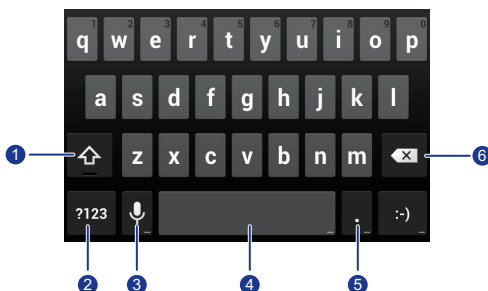 1 2 3 4 5 6 7 8 9 0
q w e r t y u i o p
a s d f g h j k l
1 z x c v b n m 6
?123 ... ... . ... :-) ...
2 3 4 5